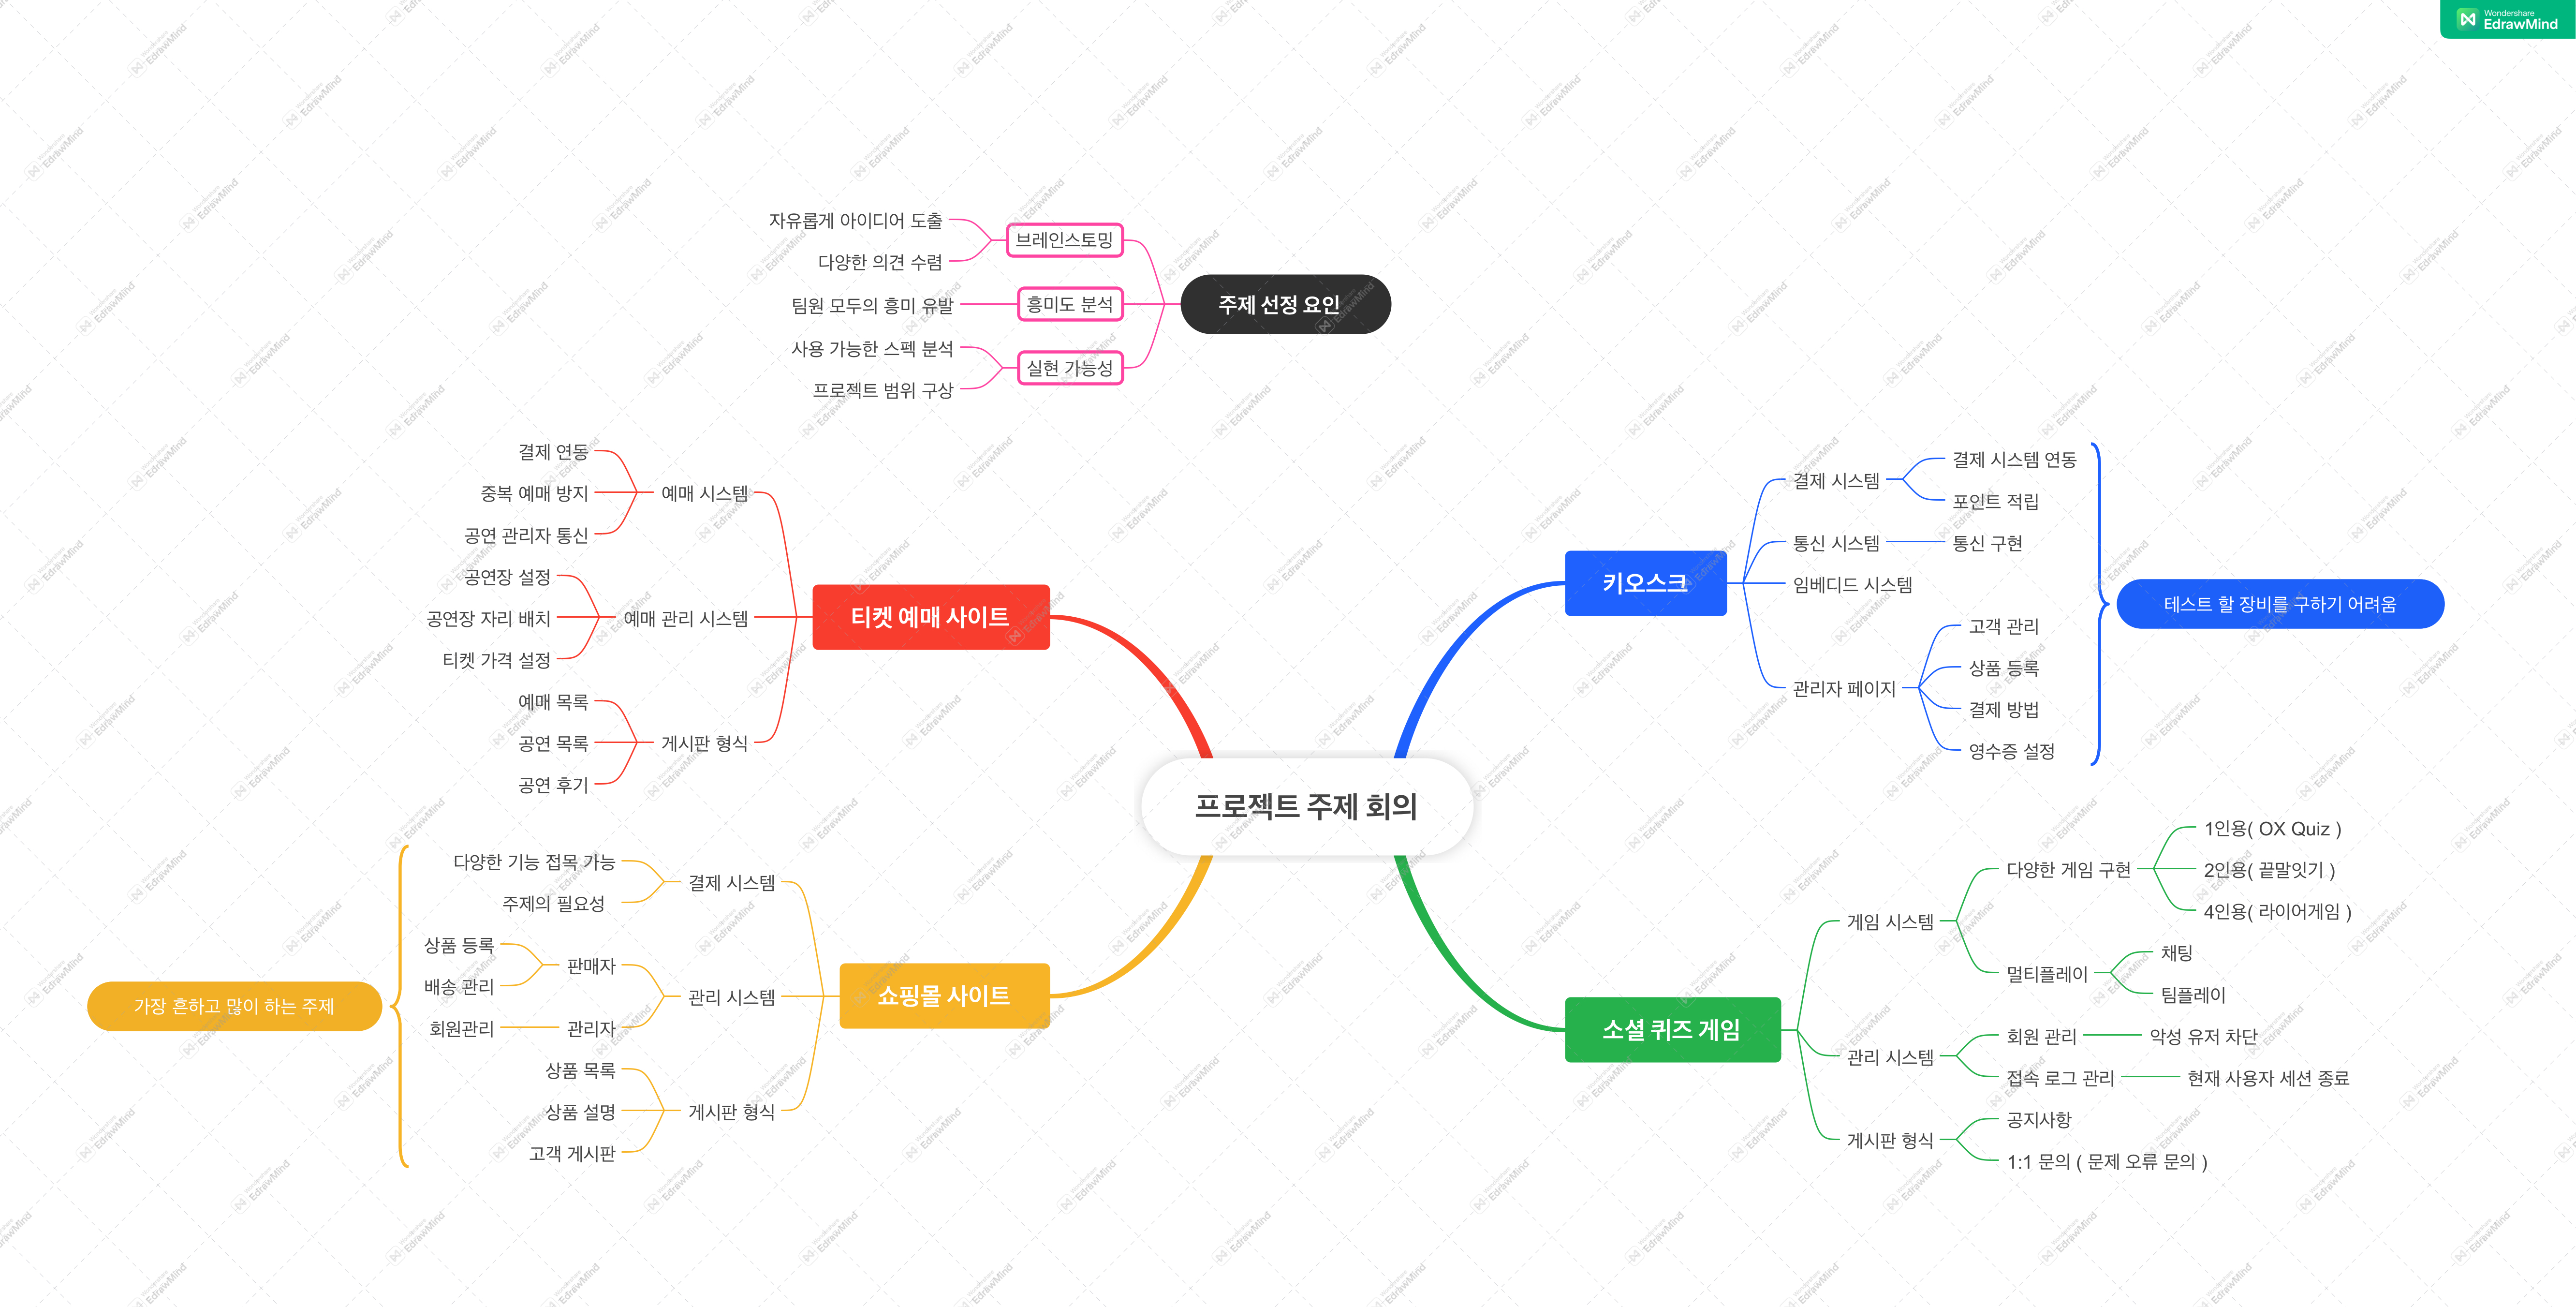 Wondershare
EdrawMind
주제 선정 요인
브레인스토밍
자유롭게 아이디어 도출
다양한 의견 수렴
흥미도 분석
팀원 모두의 흥미 유발
실현 가능성
사용 가능한 스펙 분석
프로젝트 범위 구상
프로젝트 주제 회의
티켓 예매 사이트
예매 시스템
결제 연동
중복 예매 방지
공연 관리자 통신
예매 관리 시스템
공연장 설정
공연장 자리 배치
티켓 가격 설정
게시판 형식
예매 목록
공연 목록
공연 후기
쇼핑몰 사이트
결제 시스템
다양한 기능 접목 가능
주제의 필요성
관리 시스템
판매자
상품 등록
배송 관리
관리자
회원관리
게시판 형식
상품 목록
상품 설명
고객 게시판
가장 흔하고 많이 하는 주제
키오스크
결제 시스템
결제 시스템 연동
포인트 적립
통신 시스템
통신 구현
임베디드 시스템
관리자 페이지
고객 관리
상품 등록
결제 방법
영수증 설정
테스트 할 장비를 구하기 어려움
소셜 퀴즈 게임
게임 시스템
다양한 게임 구현
1인용( OX Quiz )
2인용( 끝말잇기 )
4인용( 라이어게임 )
멀티플레이
채팅
팀플레이
관리 시스템
회원 관리
악성 유저 차단
접속 로그 관리
현재 사용자 세션 종료
게시판 형식
공지사항
1:1 문의 ( 문제 오류 문의 )